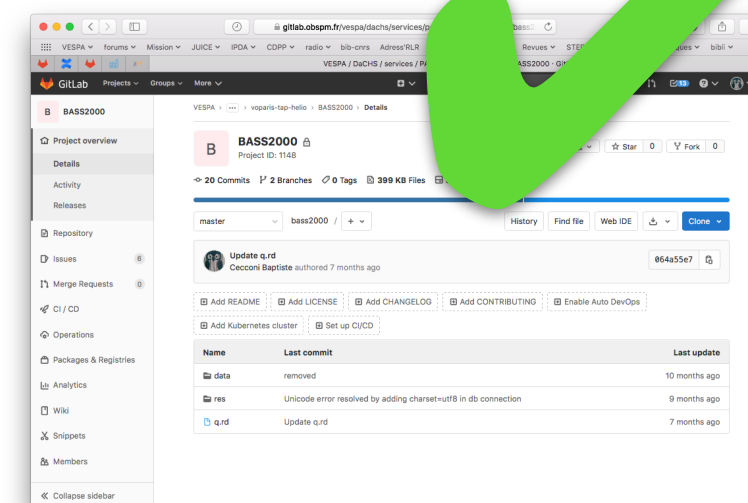 gitlab.obspm.fr/vespa/dachs/services/p
VESPA forums Mission JUICE IPDA CDPP radio bib-cnrs Adress'RLR Revues bibli
VESPA / DaCHS / services / PA
GitLab Projects Groups More 13
B BASS2000
VESPA › ... › voparis-tap-helio › BASS2000 › Details
Project overview
Details
Activity
Releases
Repository
Issues 6
Merge Requests 0
CI / CD
Operations
Packages & Registries
Analytics
Wiki
Snippets
Members
Collapse sidebar
B BASS2000
Project ID: 1148
Star 0 Fork 0
20 Commits 2 Branches 0 Tags 399 KB Files
master bass2000 / + History Find file Web IDE Clone
Update q.rd
Cecconi Baptiste authored 7 months ago
064a55e7
Add README Add LICENSE Add CHANGELOG Add CONTRIBUTING Enable Auto DevOps
Add Kubernetes cluster Set up CI/CD
Name Last commit Last update
data removed 10 months ago
res Unicode error resolved by adding charset=utf8 in db connection 9 months ago
q.rd Update q.rd 7 months ago